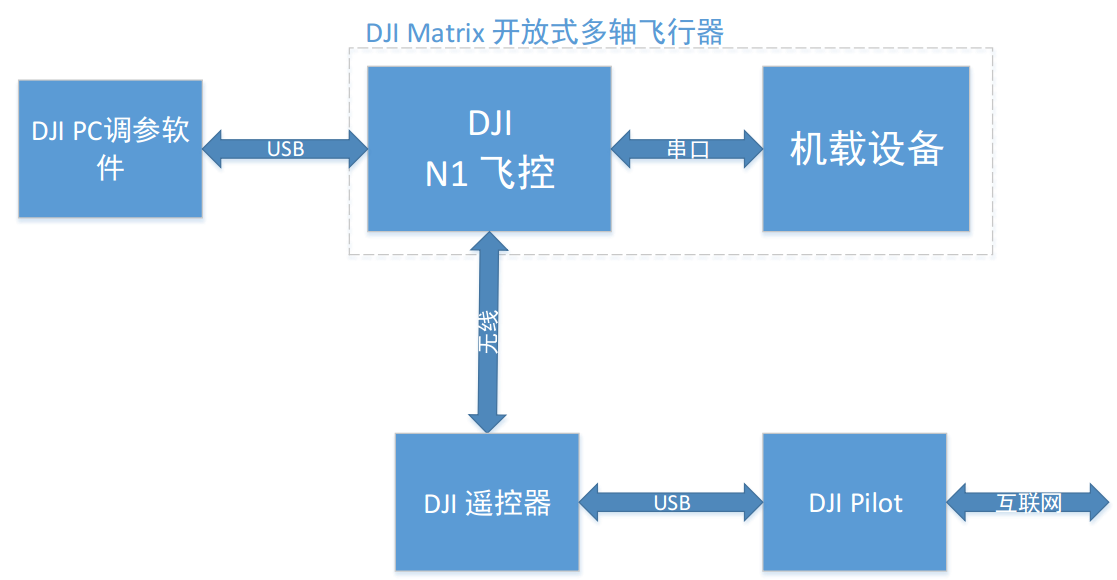 DJI Matrix 开放式多轴飞行器
DJI PC调参软
件
USB
DJI
N1 飞控
串口
机载设备
无线
DJI 遥控器
USB
DJI Pilot
互联网